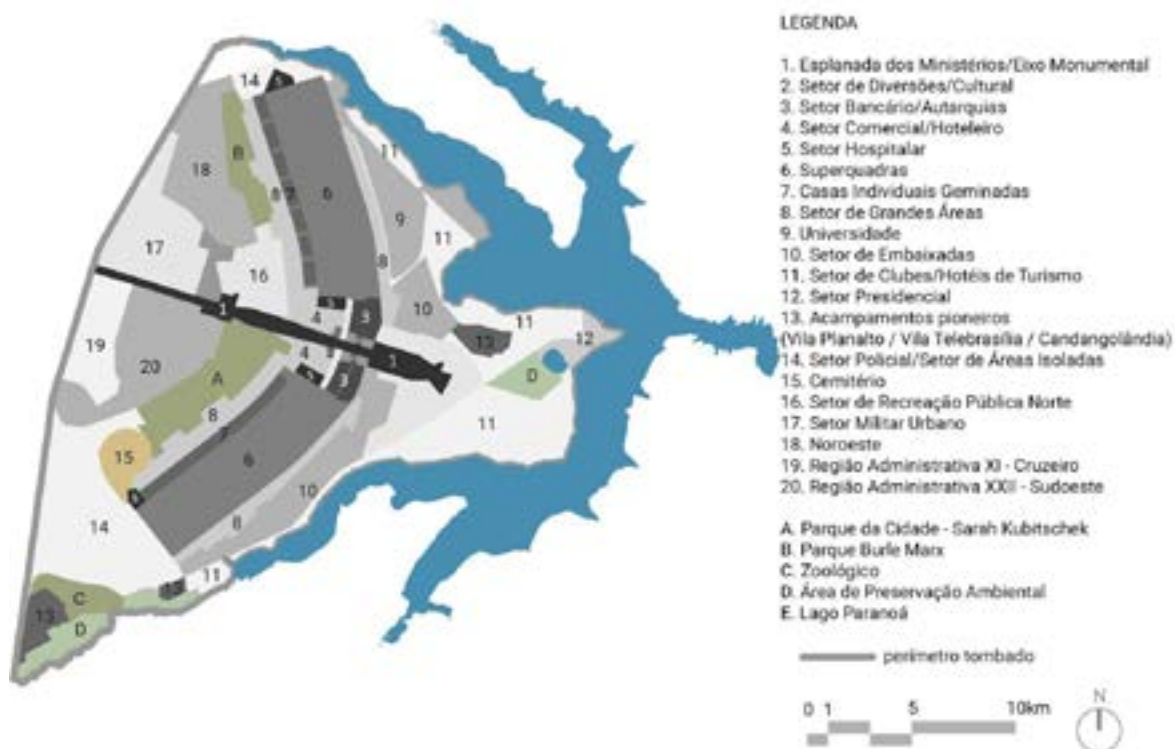 LEGENDA
1. Esplanada dos Ministérios/Eixo Monumental
2. Setor de Diversões/Cultural
3. Setor Bancário/Autarquias
4. Setor Comercial/Hoteleiro
5. Setor Hospitalar
6. Superquadras
7. Casas Individuais Geminadas
8. Setor de Grandes Áreas
9. Universidade
10. Setor de Embaixadas
11. Setor de Clubes/Hotéis de Turismo
12. Setor Presidencial
13. Acampamentos pioneiros
(Vila Planalto / Vila Telebrasília / Candangolândia)
14. Setor Policial/Setor de Áreas Isoladas
15. Cemitério
16. Setor de Recreação Pública Norte
17. Setor Militar Urbano
18. Noroeste
19. Região Administrativa XI - Cruzeiro
20. Região Administrativa XXII - Sudoeste
A. Parque da Cidade - Sarah Kubitschek
B. Parque Burle Marx
C. Zoológico
D. Área de Preservação Ambiental
E. Lago Paranoá
perímetro tombado
0 1 5 10km
N
14
11
B
18
8 7
6
9
11
17
8
16
1
10
4
3
11
12
19
20
4
1
A
3
D
8
7
11
15
6
10
14
8
11
C
13
D